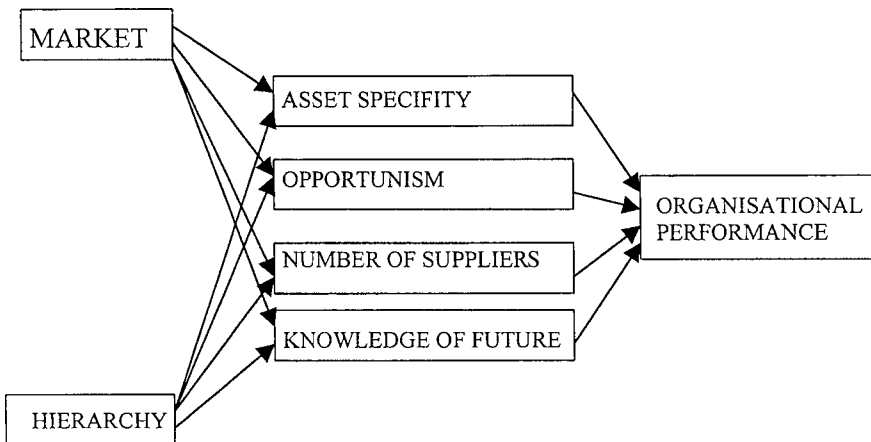 MARKET
ASSET SPECIFITY
OPPORTUNISM
NUMBER OF SUPPLIERS
KNOWLEDGE OF FUTURE
ORGANISATIONAL
PERFORMANCE
HIERARCHY